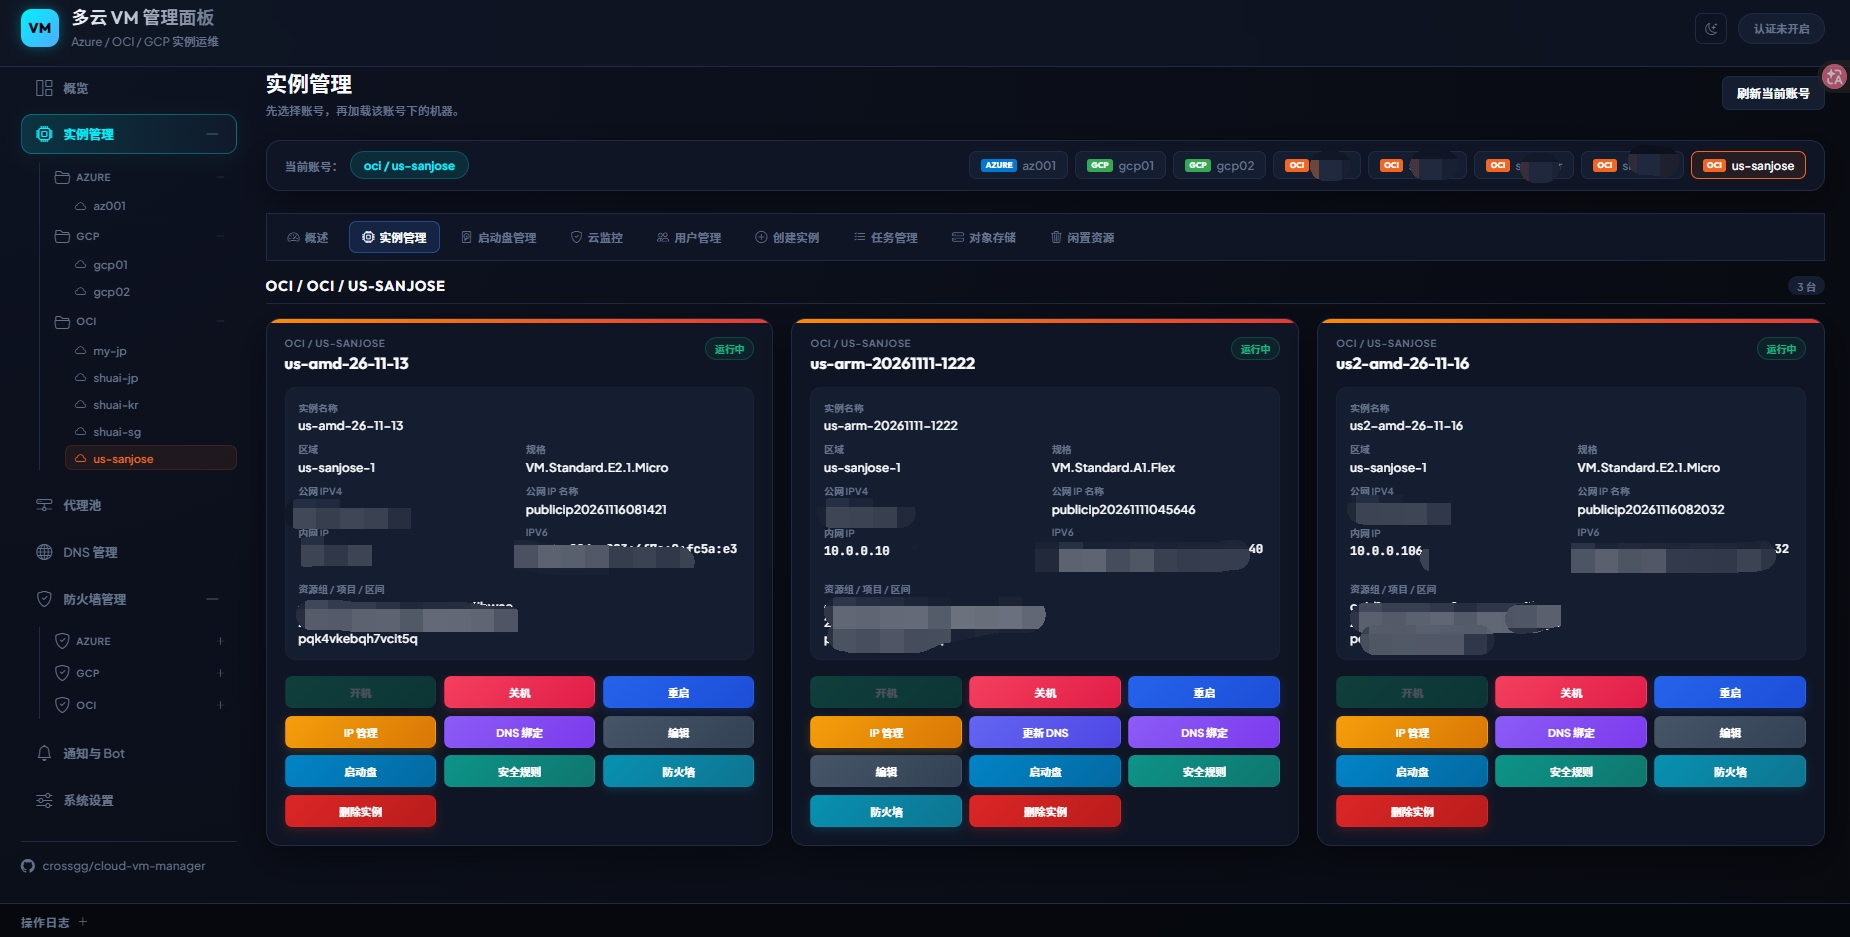 VM
多云 VM 管理面板
Azure / OCI / GCP 实例运维
认证未开启
概览
实例管理
AZURE
az001
GCP
gcp01
gcp02
OCI
my-jp
shuai-jp
shuai-kr
shuai-sg
us-sanjose
代理池
DNS 管理
防火墙管理
AZURE
GCP
OCI
通知与 Bot
系统设置
crossgg/cloud-vm-manager
实例管理
先选择账号，再加载该账号下的机器。
刷新当前账号
当前账号：
oci / us-sanjose
AZURE az001
GCP gcp01
GCP gcp02
OCI
OCI
OCI
OCI
OCI us-sanjose
概述
实例管理
启动盘管理
云监控
用户管理
创建实例
任务管理
对象存储
闲置资源
OCI / OCI / US-SANJOSE
3 台
OCI / US-SANJOSE
us-amd-26-11-13
运行中
实例名称
us-amd-26-11-13
区域
规格
us-sanjose-1
VM.Standard.E2.1.Micro
公网 IPV4
公网 IP 名称
publicip20261116081421
内网 IP
IPV6
fc5a:e3
资源组 / 项目 / 区间
pqk4vkebqh7vcit5q
开机
关机
重启
IP 管理
DNS 绑定
编辑
启动盘
安全规则
防火墙
删除实例
OCI / US-SANJOSE
us-arm-20261111-1222
运行中
实例名称
us-arm-20261111-1222
区域
规格
us-sanjose-1
VM.Standard.A1.Flex
公网 IPV4
公网 IP 名称
publicip20261111045646
内网 IP
IPV6
10.0.0.10
40
资源组 / 项目 / 区间
开机
关机
重启
IP 管理
更新 DNS
DNS 绑定
编辑
启动盘
安全规则
防火墙
删除实例
OCI / US-SANJOSE
us2-amd-26-11-16
运行中
实例名称
us2-amd-26-11-16
区域
规格
us-sanjose-1
VM.Standard.E2.1.Micro
公网 IPV4
公网 IP 名称
publicip20261116082032
内网 IP
IPV6
10.0.0.106
32
资源组 / 项目 / 区间
开机
关机
重启
IP 管理
DNS 绑定
编辑
启动盘
安全规则
防火墙
删除实例
操作日志